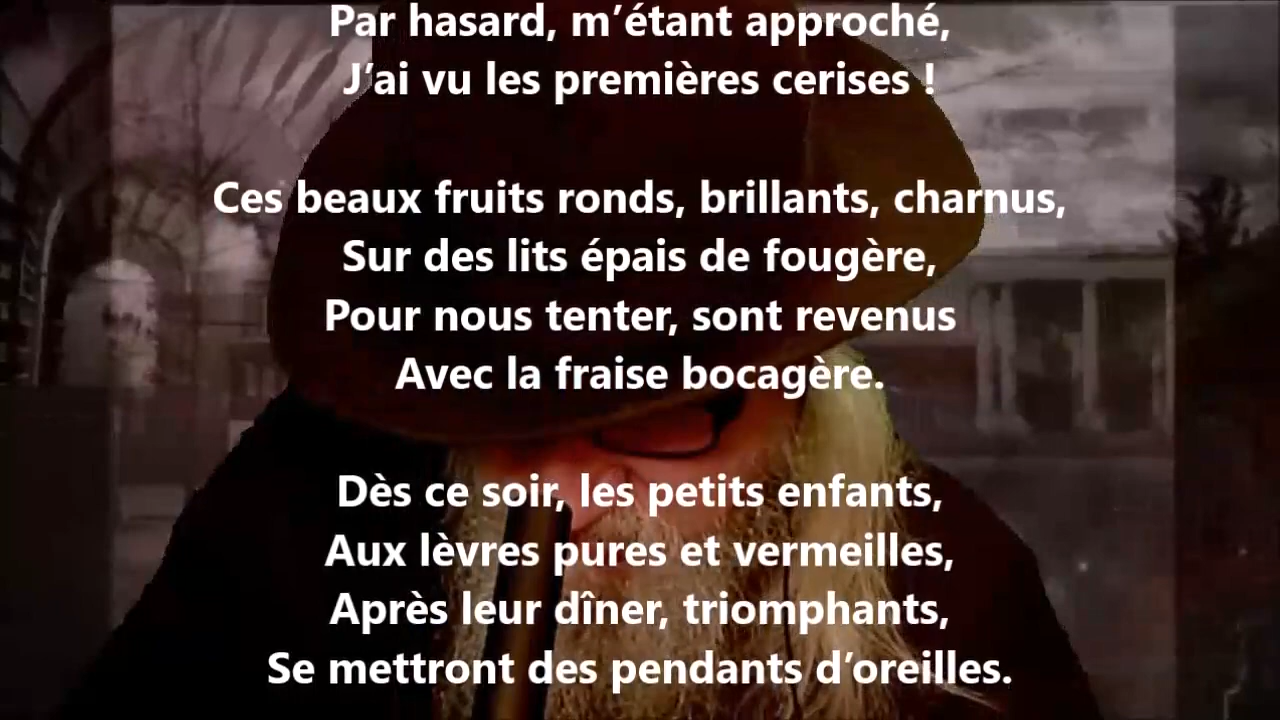 Par hasard, m’étant approché,
J’ai vu les premières cerises !
Ces beaux fruits ronds, brillants, charnus,
Sur des lits épais de fougère,
Pour nous tenter, sont revenus
Avec la fraise bocagère.
Dès ce soir, les petits enfants,
Aux lèvres pures et vermeilles,
Après leur dîner, triomphants,
Se mettront des pendants d’oreilles.